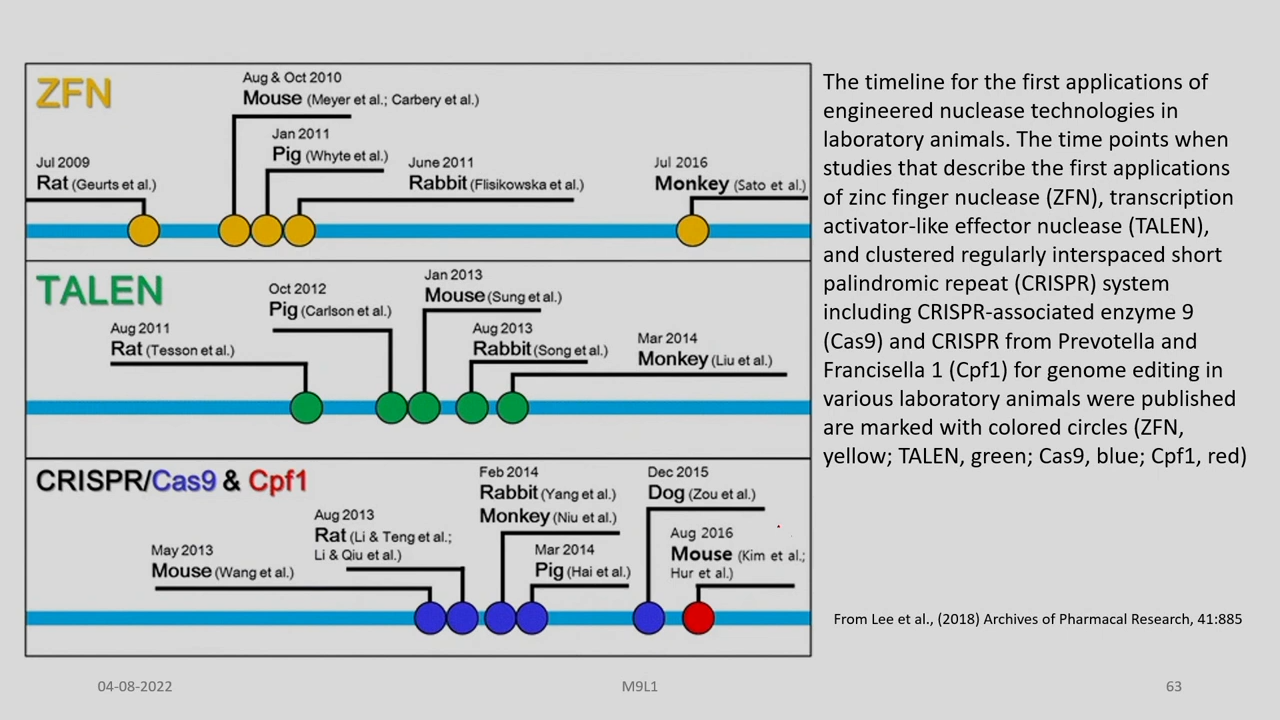 ZFN
Aug & Oct 2010
Mouse (Meyer et al.; Carbery et al.)
Jan 2011
Pig (Whyte et al.)
Jul 2009
Rat (Geurts et al.)
June 2011
Rabbit (Flisikowska et al.)
Jul 2016
Monkey (Sato et al.)
TALEN
Jan 2013
Mouse (Sung et al.)
Oct 2012
Pig (Carlson et al.)
Aug 2011
Rat (Tesson et al.)
Aug 2013
Rabbit (Song et al.)
Mar 2014
Monkey (Liu et al.)
CRISPR/Cas9 & Cpf1
Feb 2014
Rabbit (Yang et al.)
Monkey (Niu et al.)
Dec 2015
Dog (Zou et al.)
Aug 2013
Rat (Li & Teng et al.;
Li & Qiu et al.)
Aug 2016
Mouse (Kim et al.;
Hur et al.)
May 2013
Mouse (Wang et al.)
Mar 2014
Pig (Hai et al.)
The timeline for the first applications of
engineered nuclease technologies in
laboratory animals. The time points when
studies that describe the first applications
of zinc finger nuclease (ZFN), transcription
activator-like effector nuclease (TALEN),
and clustered regularly interspaced short
palindromic repeat (CRISPR) system
including CRISPR-associated enzyme 9
(Cas9) and CRISPR from Prevotella and
Francisella 1 (Cpf1) for genome editing in
various laboratory animals were published
are marked with colored circles (ZFN,
yellow; TALEN, green; Cas9, blue; Cpf1, red)
From Lee et al., (2018) Archives of Pharmacal Research, 41:885
04-08-2022
M9L1
63